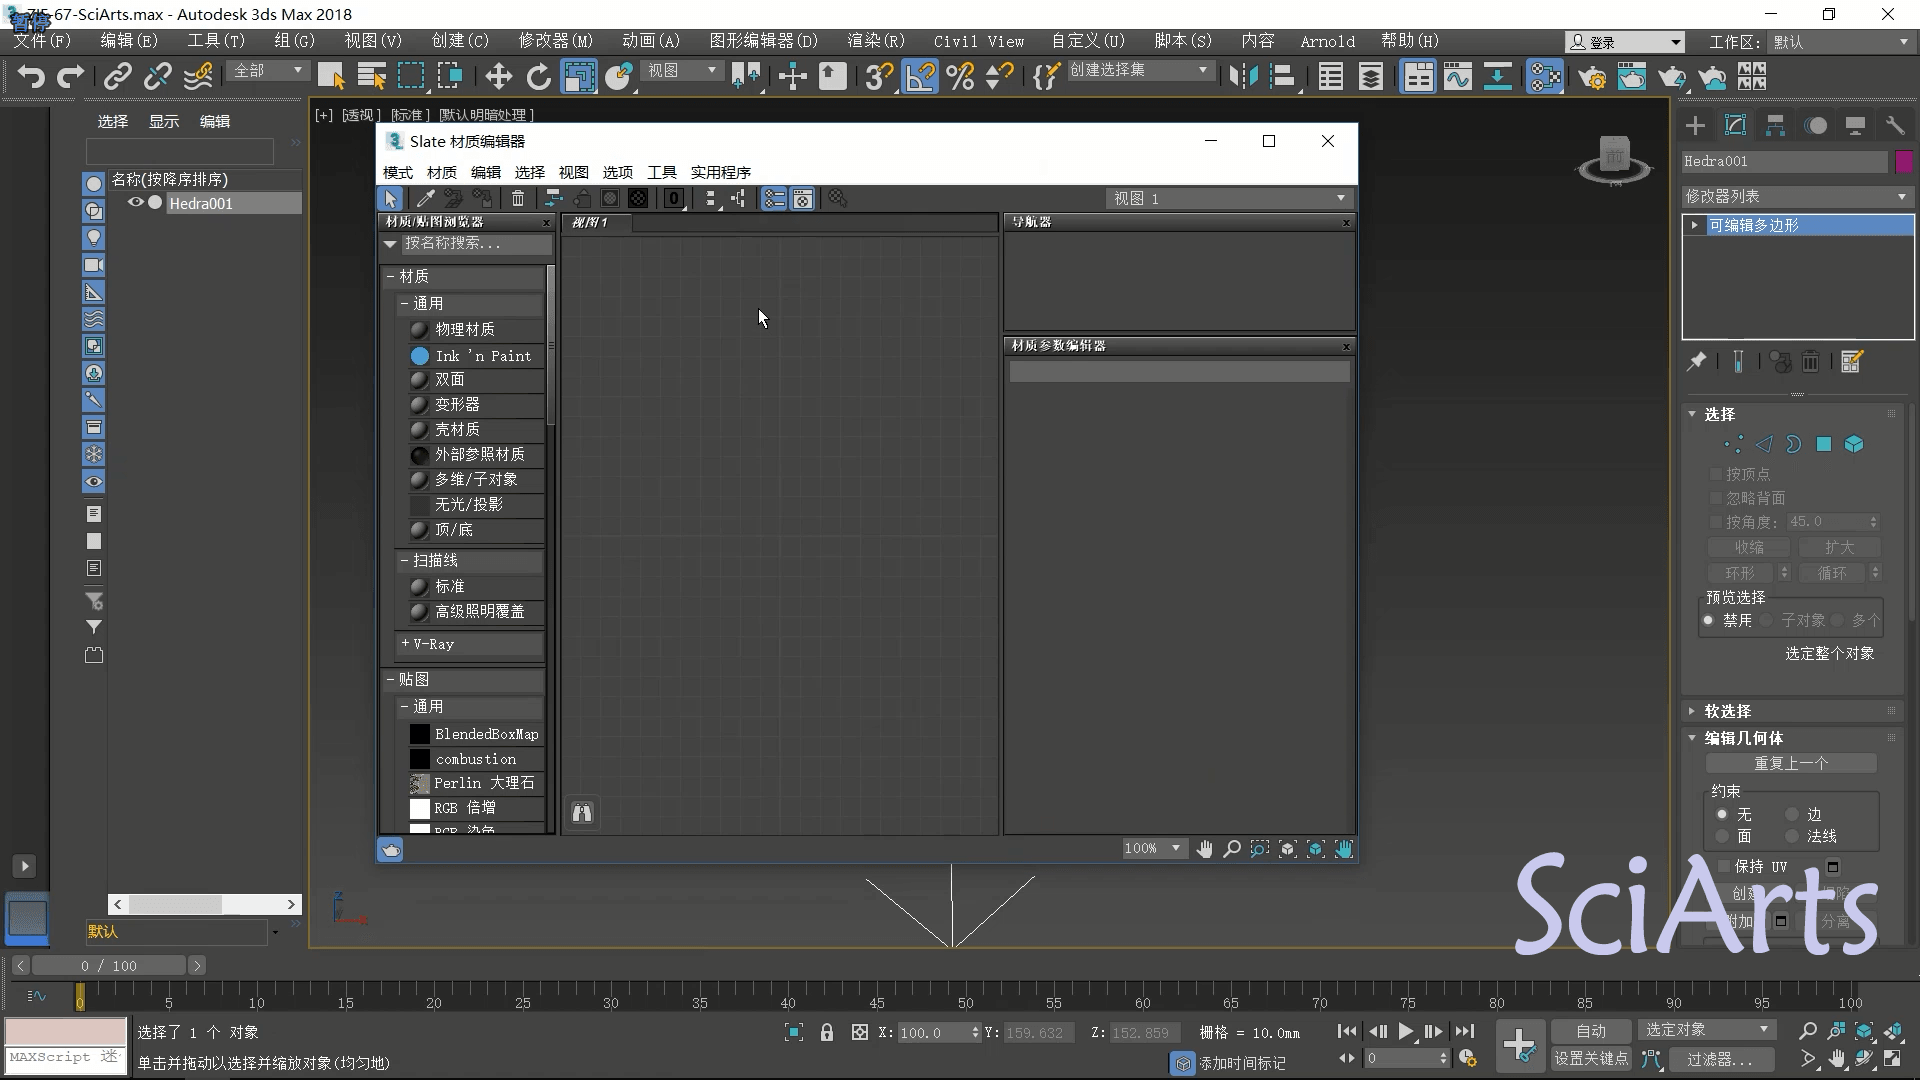 7J5-67-SciArts.max - Autodesk 3ds Max 2018
暂停
文件(F) 编辑(E) 工具(T) 组(G) 视图(V) 创建(C) 修改器(M) 动画(A) 图形编辑器(D) 渲染(R) Civil View 自定义(U) 脚本(S) 内容 Arnold 帮助(H) 登录 工作区: 默认
全部 视图 创建选择集
[+] [透视] [标准] [默认明暗处理]
选择 显示 编辑
名称(按降序排序)
Hedra001
Slate 材质编辑器
模式 材质 编辑 选择 视图 选项 工具 实用程序
视图 1
材质/贴图浏览器
按名称搜索...
- 材质
- 通用
物理材质
Ink 'n Paint
双面
变形器
壳材质
外部参照材质
多维/子对象
无光/投影
顶/底
- 扫描线
标准
高级照明覆盖
+ V-Ray
- 贴图
- 通用
BlendedBoxMap
combustion
Perlin 大理石
RGB 倍增
RGB 染色
视图1
导航器
材质参数编辑器
100%
前
Hedra001
修改器列表
可编辑多边形
选择
按顶点
忽略背面
按角度: 45.0
收缩 扩大
环形 循环
预览选择
禁用 子对象 多个
选定整个对象
软选择
编辑几何体
重复上一个
约束
无 边
面 法线
保持 UV
附加 分离
SciArts
默认
0 / 100
0 5 10 15 20 25 30 35 40 45 50 55 60 65 70 75 80 85 90 95 100
选择了 1 个 对象
X: 100.0 Y: 159.632 Z: 152.859 栅格 = 10.0mm
自动 选定对象
MAXScript 迷
单击并拖动以选择并缩放对象(均匀地)
添加时间标记
0
设置关键点 过滤器...